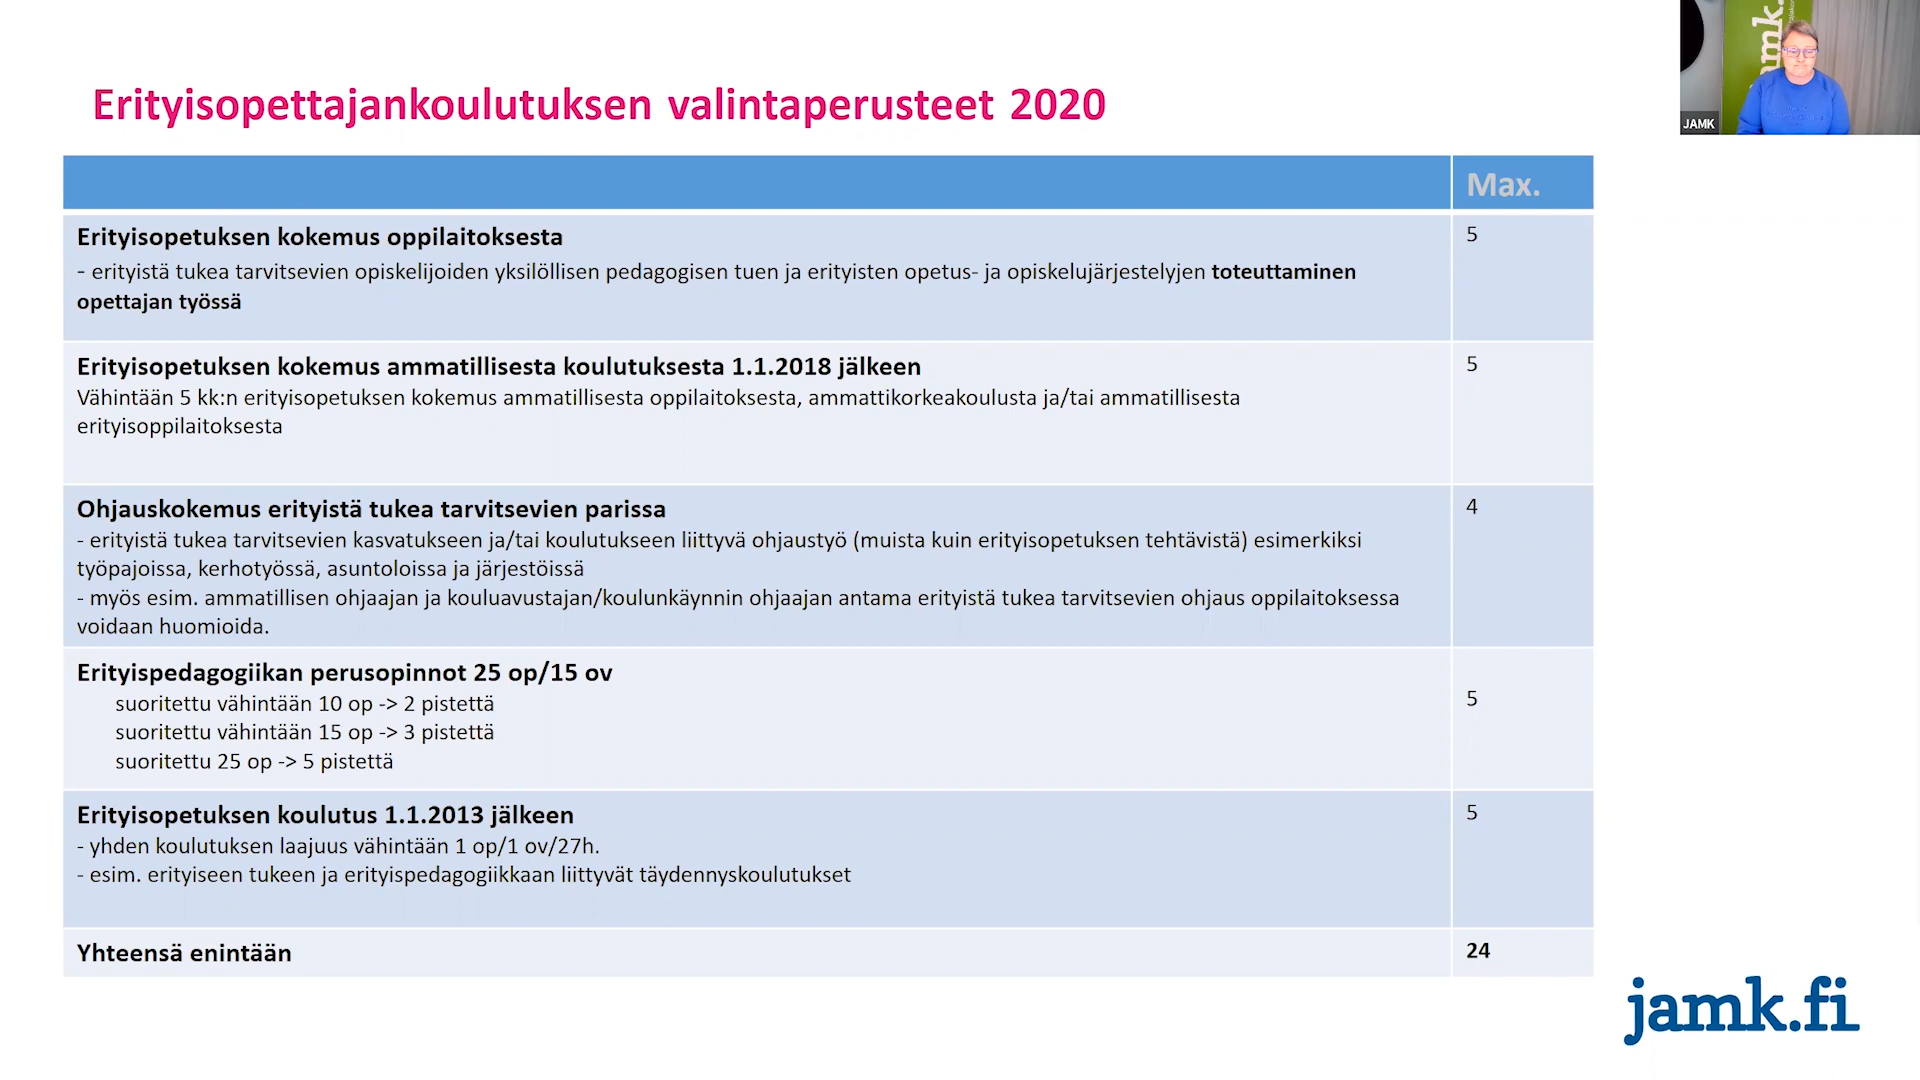 jamk.
JAMK
Erityisopettajankoulutuksen valintaperusteet 2020
Max.
Erityisopetuksen kokemus oppilaitoksesta
5
- erityistä tukea tarvitsevien opiskelijoiden yksilöllisen pedagogisen tuen ja erityisten opetus- ja opiskelujärjestelyjen toteuttaminen
opettajan työssä
Erityisopetuksen kokemus ammatillisesta koulutuksesta 1.1.2018 jälkeen
5
Vähintään 5 kk:n erityisopetuksen kokemus ammatillisesta oppilaitoksesta, ammattikorkeakoulusta ja/tai ammatillisesta
erityisoppilaitoksesta
Ohjauskokemus erityistä tukea tarvitsevien parissa
4
- erityistä tukea tarvitsevien kasvatukseen ja/tai koulutukseen liittyvä ohjaustyö (muista kuin erityisopetuksen tehtävistä) esimerkiksi
työpajoissa, kerhotyössä, asuntoloissa ja järjestöissä
- myös esim. ammatillisen ohjaajan ja kouluavustajan/koulunkäynnin ohjaajan antama erityistä tukea tarvitsevien ohjaus oppilaitoksessa
voidaan huomioida.
Erityispedagogiikan perusopinnot 25 op/15 ov
5
suoritettu vähintään 10 op -> 2 pistettä
suoritettu vähintään 15 op -> 3 pistettä
suoritettu 25 op -> 5 pistettä
Erityisopetuksen koulutus 1.1.2013 jälkeen
5
- yhden koulutuksen laajuus vähintään 1 op/1 ov/27h.
- esim. erityiseen tukeen ja erityispedagogiikkaan liittyvät täydennyskoulutukset
Yhteensä enintään
24
jamk.fi